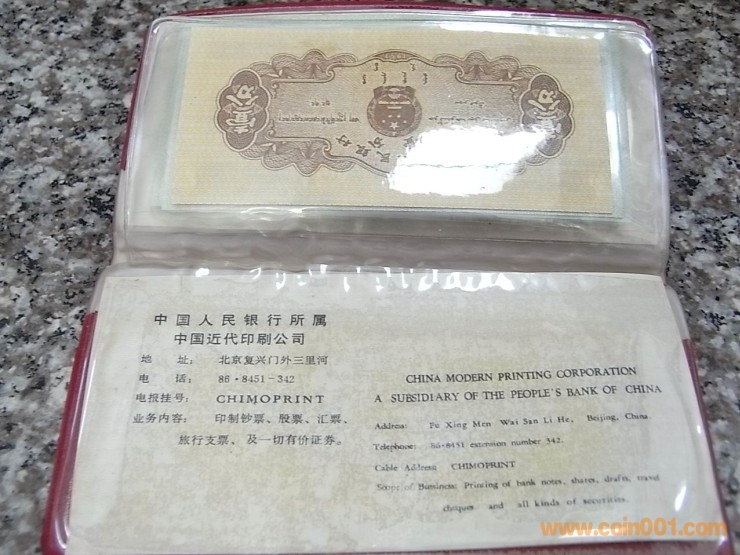 壹分
壹分
中国人民银行所属
中国近代印刷公司
地　址：　北京复兴门外三里河
电　话：　86·8451－342
电报挂号：　CHIMOPRINT
业务内容：　印制钞票、股票、汇票、
旅行支票、及一切有价证券。
CHINA MODERN PRINTING CORPORATION
A SUBSIDIARY OF THE PEOPLE'S BANK OF CHINA
Address: Fu Xing Men Wai San Li He, Beijing, China.
Telephone: 86·8451 extension number 342.
Cable Address: CHIMOPRINT
Scope of Business: Printing of bank notes, shares, drafts, travel
cheques and all kinds of securities.
www.coin001.com